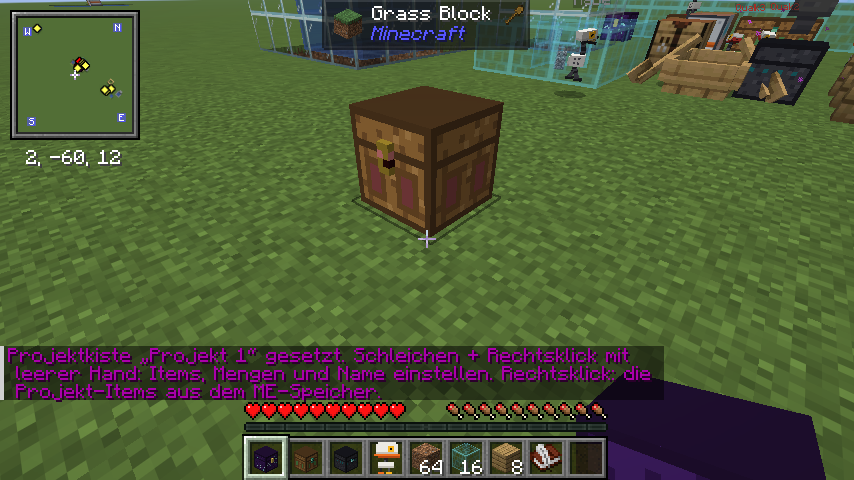 Grass Block
Minecraft
W
N
S
E
2, -60, 12
Projektkiste „Projekt 1“ gesetzt. Schleichen + Rechtsklick mit
leerer Hand: Items, Mengen und Name einstellen. Rechtsklick: die
Projekt-Items aus dem ME-Speicher.
64
16
8